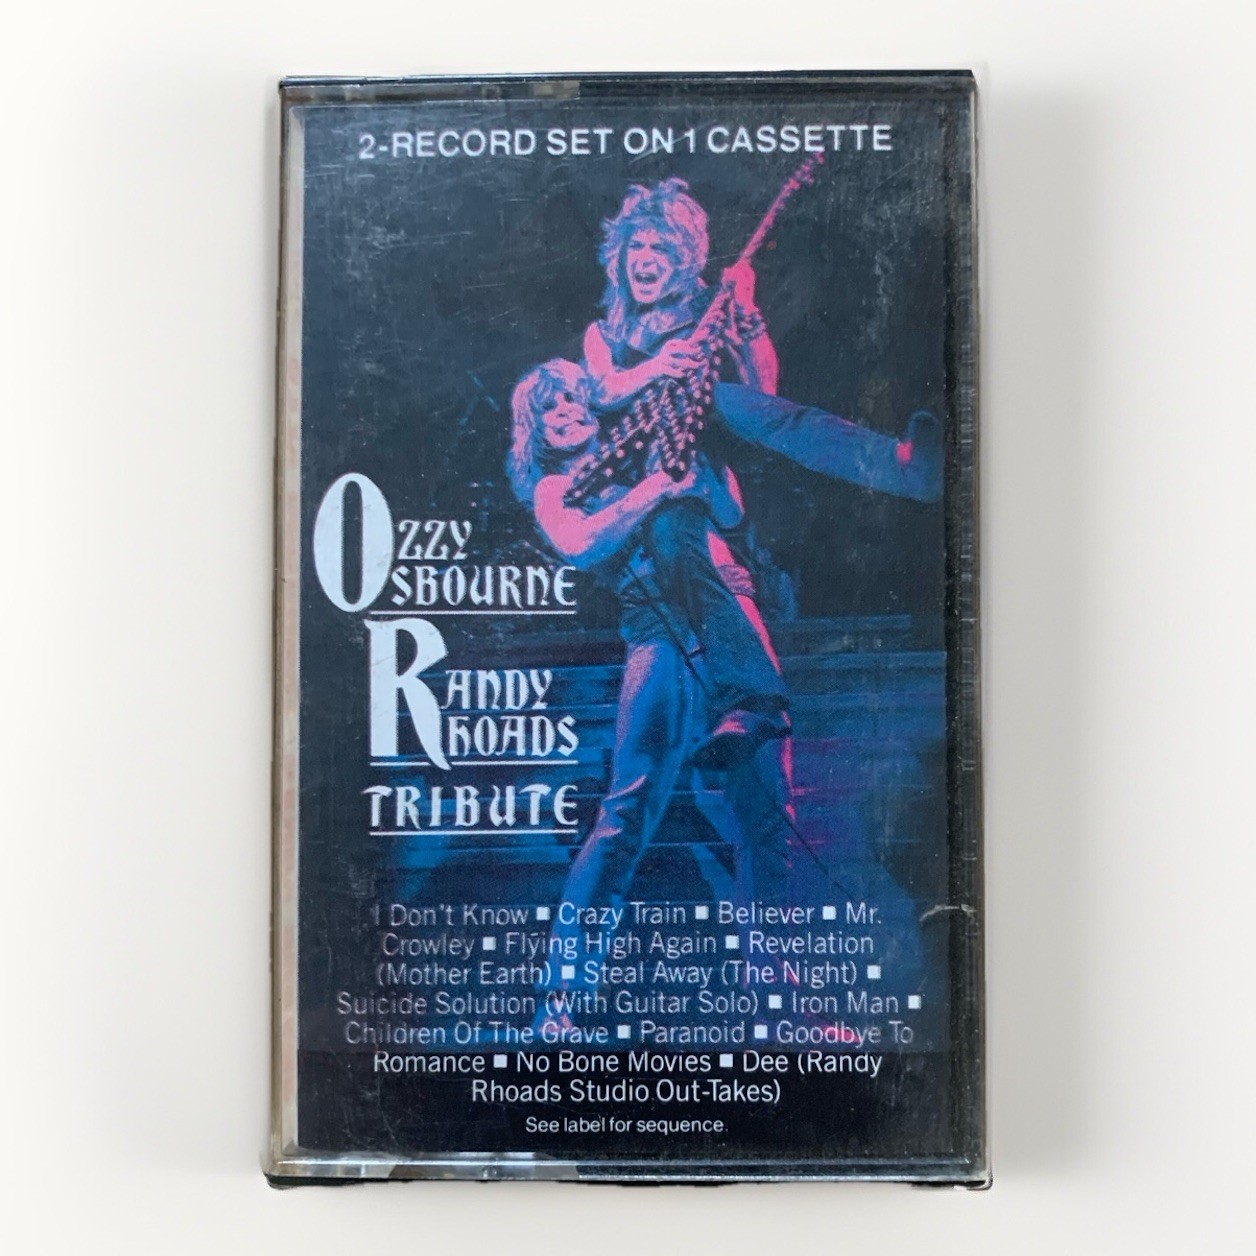 2-RECORD SET ON 1 CASSETTE
OZZY
OSBOURNE
RANDY
RHOADS
TRIBUTE
I Don't Know ■ Crazy Train ■ Believer ■ Mr.
Crowley ■ Flying High Again ■ Revelation
(Mother Earth) ■ Steal Away (The Night) ■
Suicide Solution (With Guitar Solo) ■ Iron Man ■
Children Of The Grave ■ Paranoid ■ Goodbye To
Romance ■ No Bone Movies ■ Dee (Randy
Rhoads Studio Out-Takes)
See label for sequence.